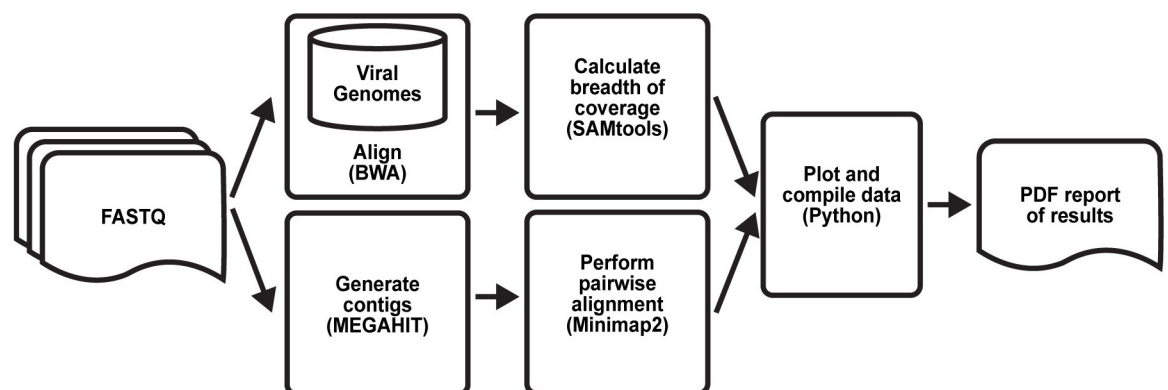 FASTQ
Viral
Genomes
Align
(BWA)
Calculate
breadth of
coverage
(SAMtools)
Generate
contigs
(MEGAHIT)
Perform
pairwise
alignment
(Minimap2)
Plot and
compile data
(Python)
PDF report
of results